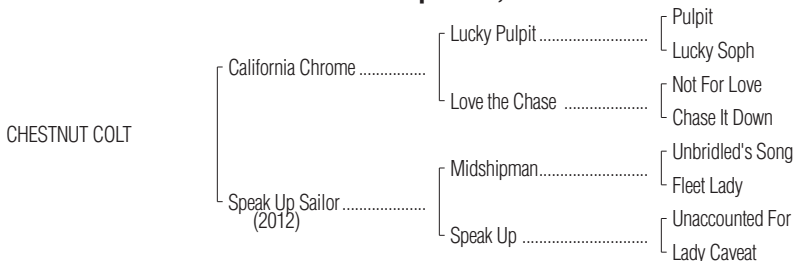 Pulpit
Lucky Pulpit
Lucky Soph
California Chrome
Not For Love
Love the Chase
Chase It Down
CHESTNUT COLT
Unbridled's Song
Midshipman
Fleet Lady
Speak Up Sailor
(2012)
Unaccounted For
Speak Up
Lady Caveat